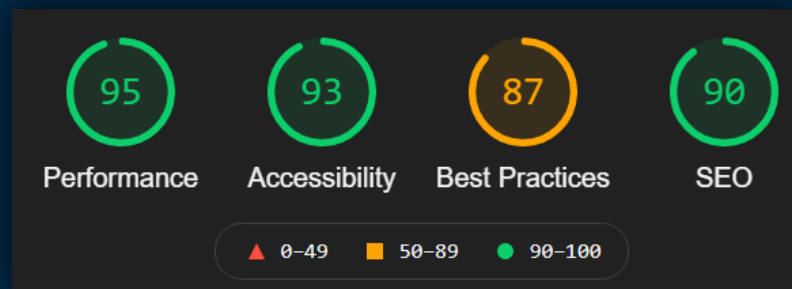 95 93 87 90
Performance Accessibility Best Practices SEO
0–49 50–89 90–100